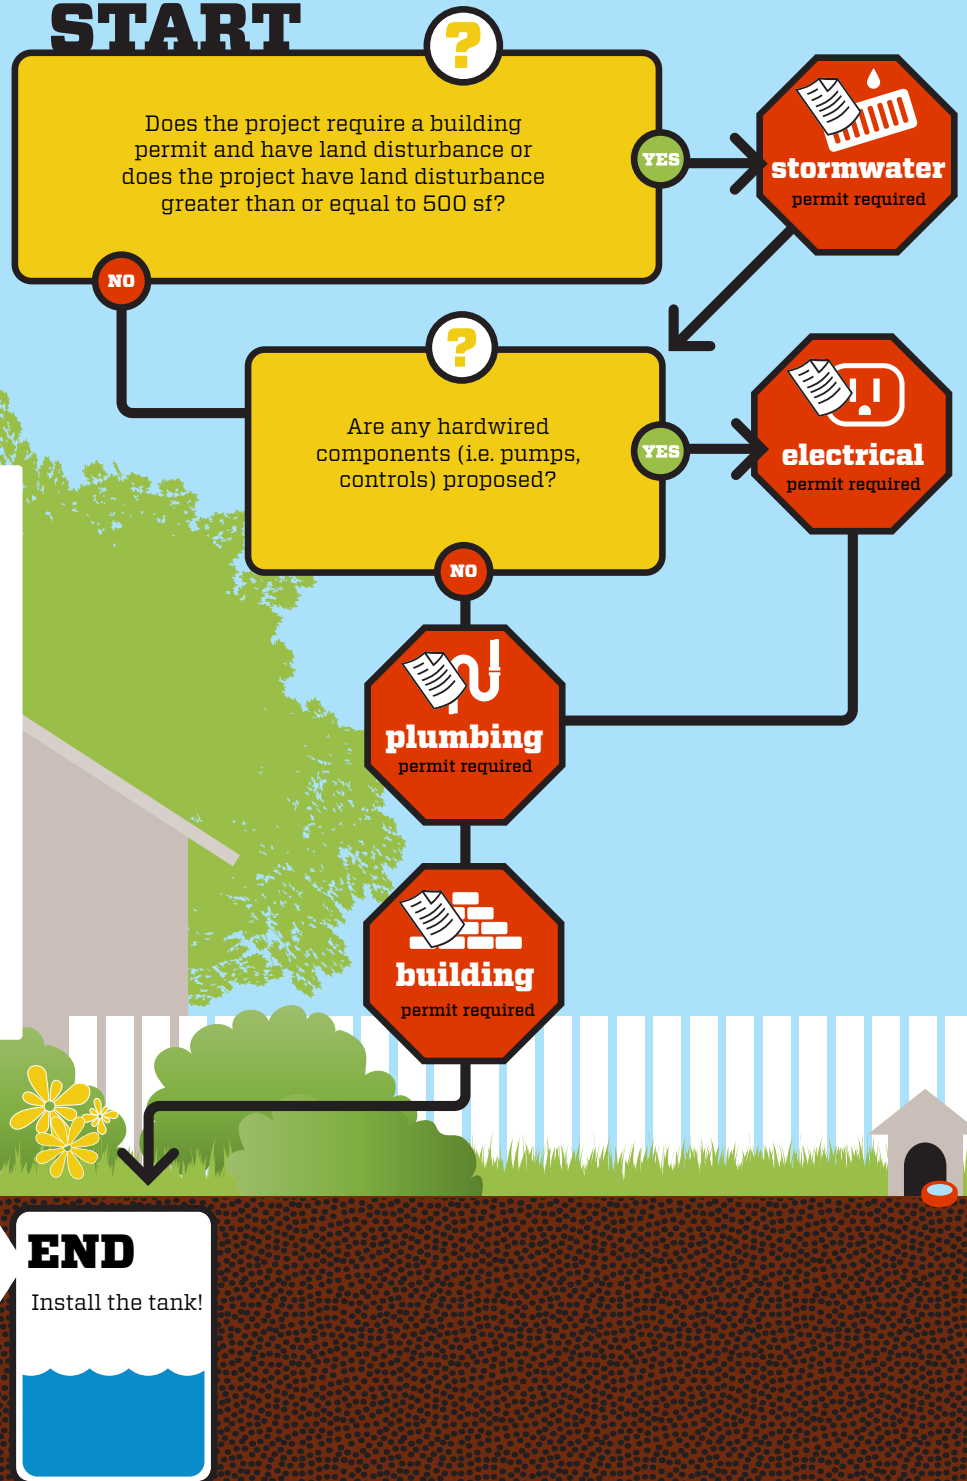 START
?
Does the project require a building
permit and have land disturbance or
does the project have land disturbance
greater than or equal to 500 sf?
YES
stormwater
permit required
NO
?
Are any hardwired
components (i.e. pumps,
controls) proposed?
YES
electrical
permit required
NO
plumbing
permit required
building
permit required
END
Install the tank!